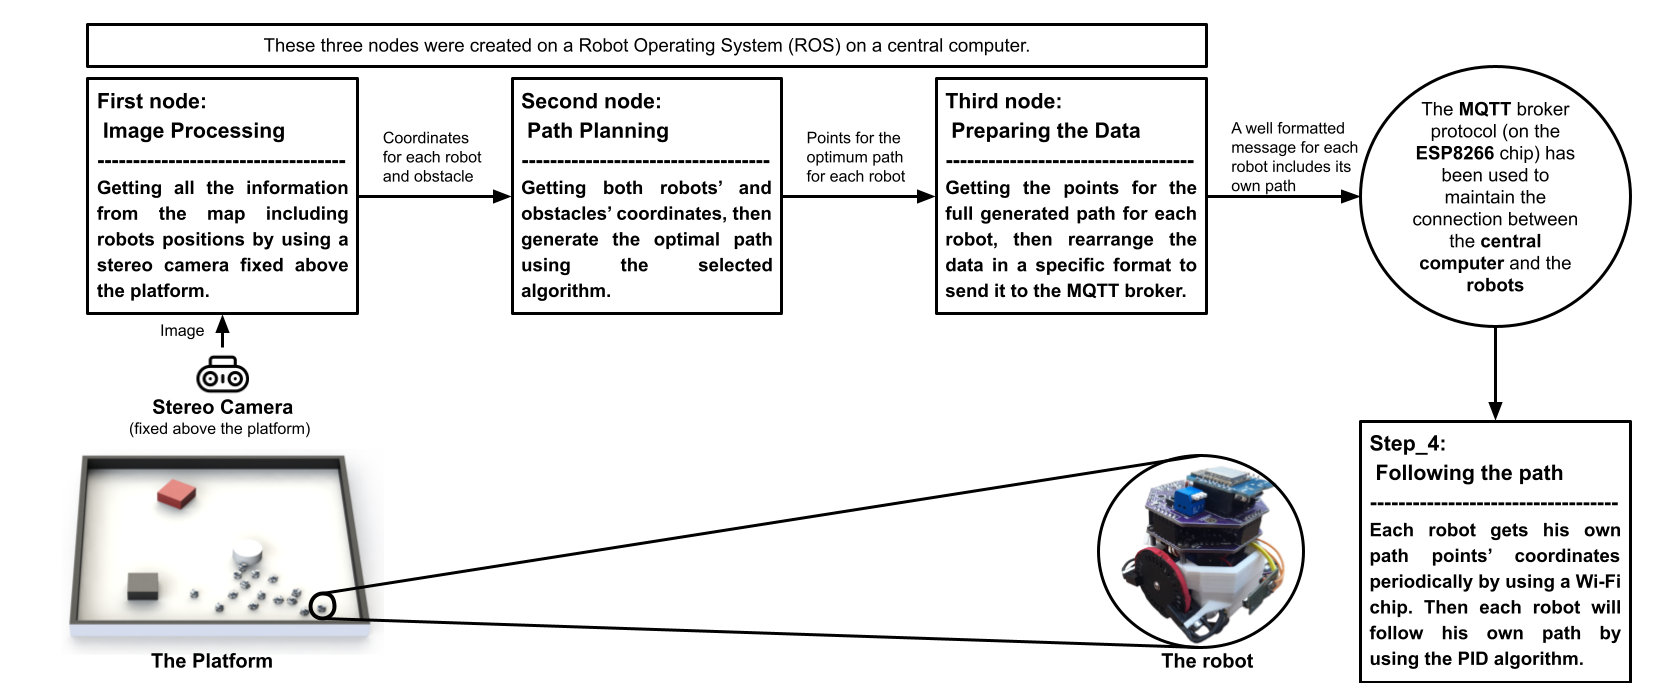 These three nodes were created on a Robot Operating System (ROS) on a central computer.
First node:
Image Processing
-----------------------------------
Getting all the information
from the map including
robots positions by using a
stereo camera fixed above
the platform.
Coordinates
for each robot
and obstacle
Second node:
Path Planning
-----------------------------------
Getting both robots’ and
obstacles’ coordinates, then
generate the optimal path
using the selected
algorithm.
Points for the
optimum path
for each robot
Third node:
Preparing the Data
-----------------------------------
Getting the points for the
full generated path for each
robot, then rearrange the
data in a specific format to
send it to the MQTT broker.
A well formatted
message for each
robot includes its
own path
The MQTT broker
protocol (on the
ESP8266 chip) has
been used to
maintain the
connection between
the central
computer and the
robots
Image
Stereo Camera
(fixed above the platform)
The Platform
The robot
Step_4:
Following the path
-----------------------------------
Each robot gets his own
path points’ coordinates
periodically by using a Wi-Fi
chip. Then each robot will
follow his own path by
using the PID algorithm.